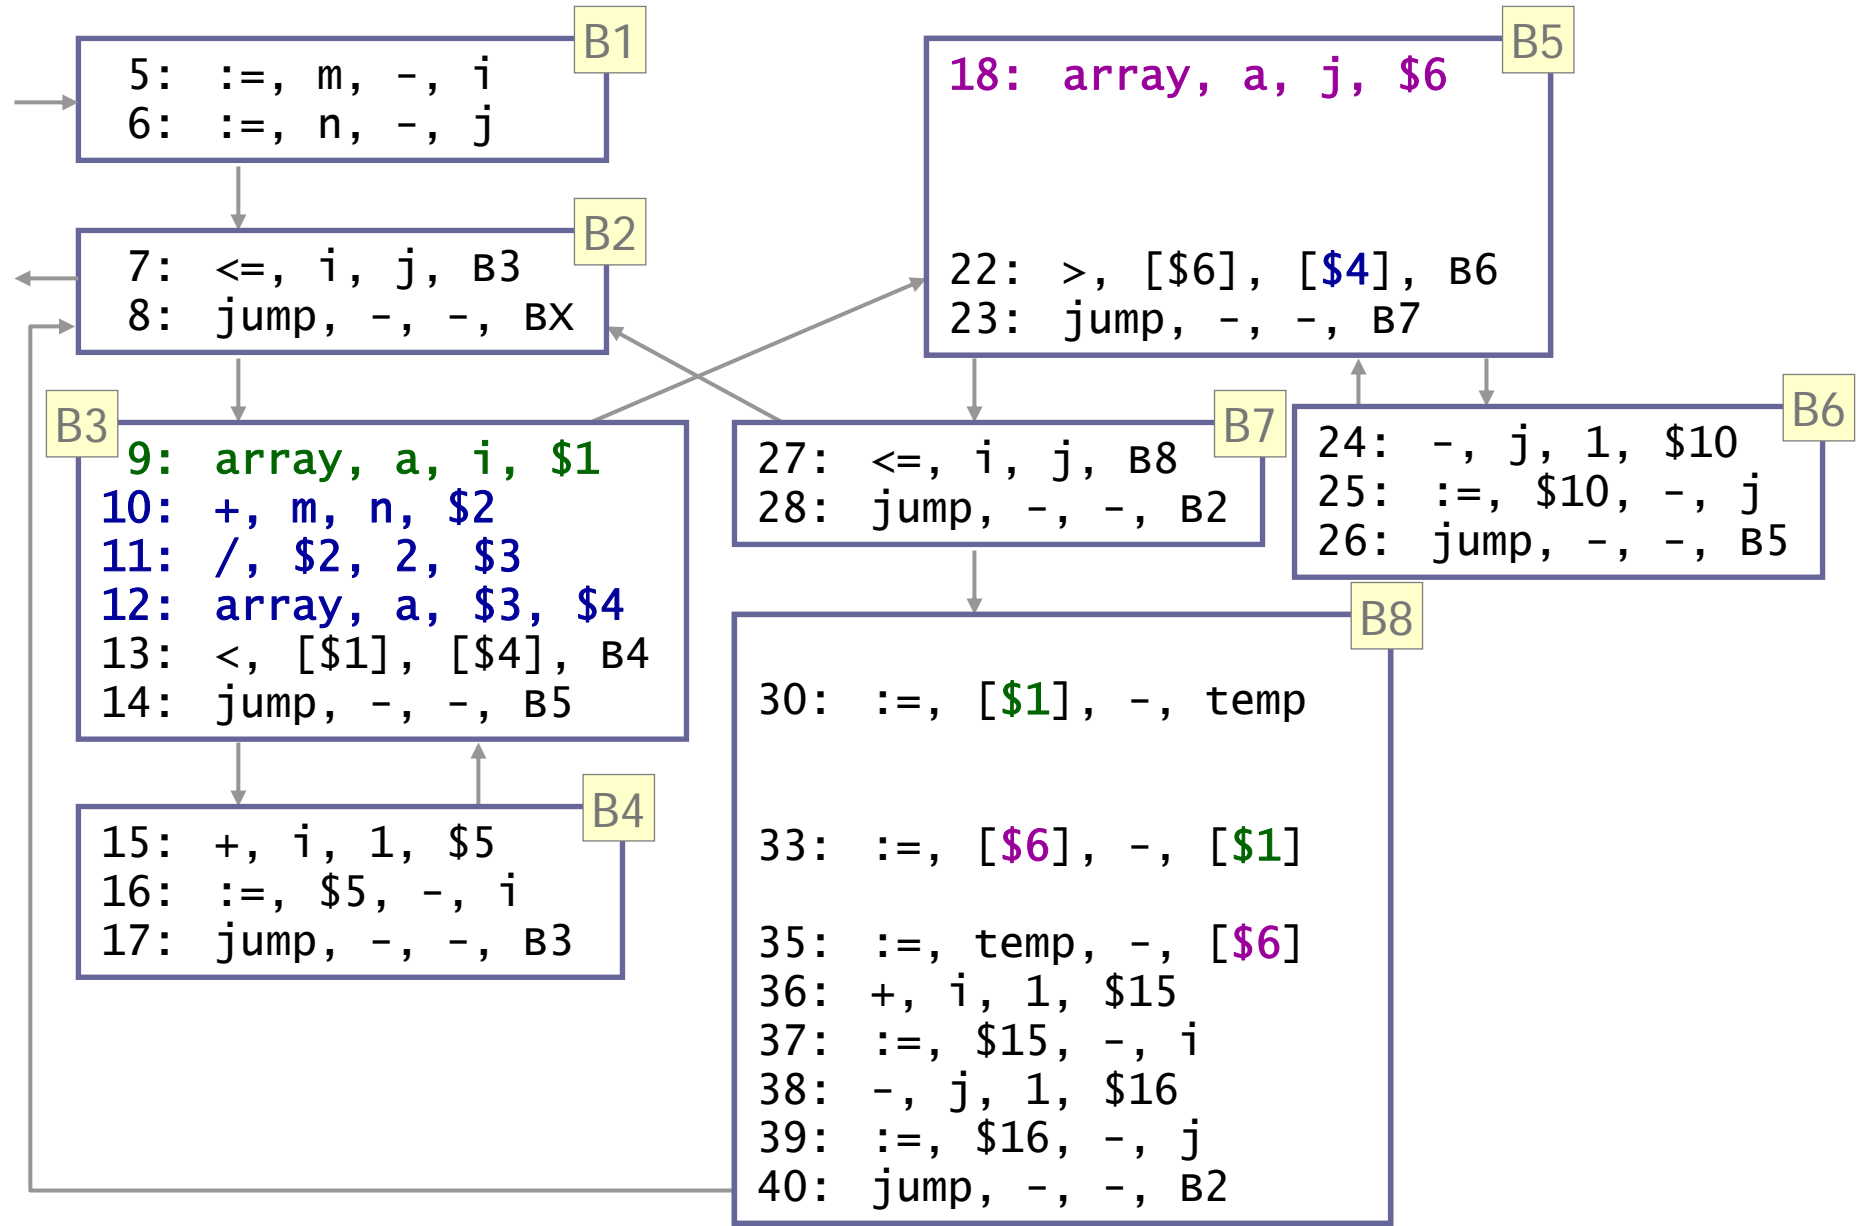 B1
5: :=, m, -, i
6: :=, n, -, j
B2
7: <=, i, j, B3
8: jump, -, -, BX
B3
9: array, a, i, $1
10: +, m, n, $2
11: /, $2, 2, $3
12: array, a, $3, $4
13: <, [$1], [$4], B4
14: jump, -, -, B5
B4
15: +, i, 1, $5
16: :=, $5, -, i
17: jump, -, -, B3
B5
18: array, a, j, $6
22: >, [$6], [$4], B6
23: jump, -, -, B7
B6
24: -, j, 1, $10
25: :=, $10, -, j
26: jump, -, -, B5
B7
27: <=, i, j, B8
28: jump, -, -, B2
B8
30: :=, [$1], -, temp
33: :=, [$6], -, [$1]
35: :=, temp, -, [$6]
36: +, i, 1, $15
37: :=, $15, -, i
38: -, j, 1, $16
39: :=, $16, -, j
40: jump, -, -, B2